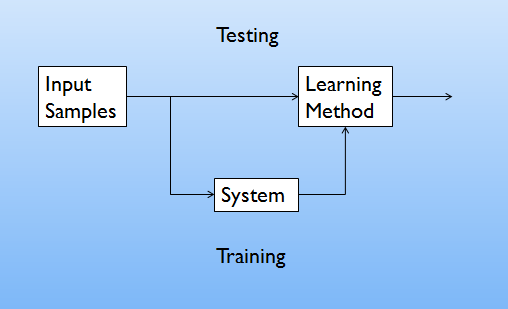 Testing
Input
Samples
Learning
Method
System
Training